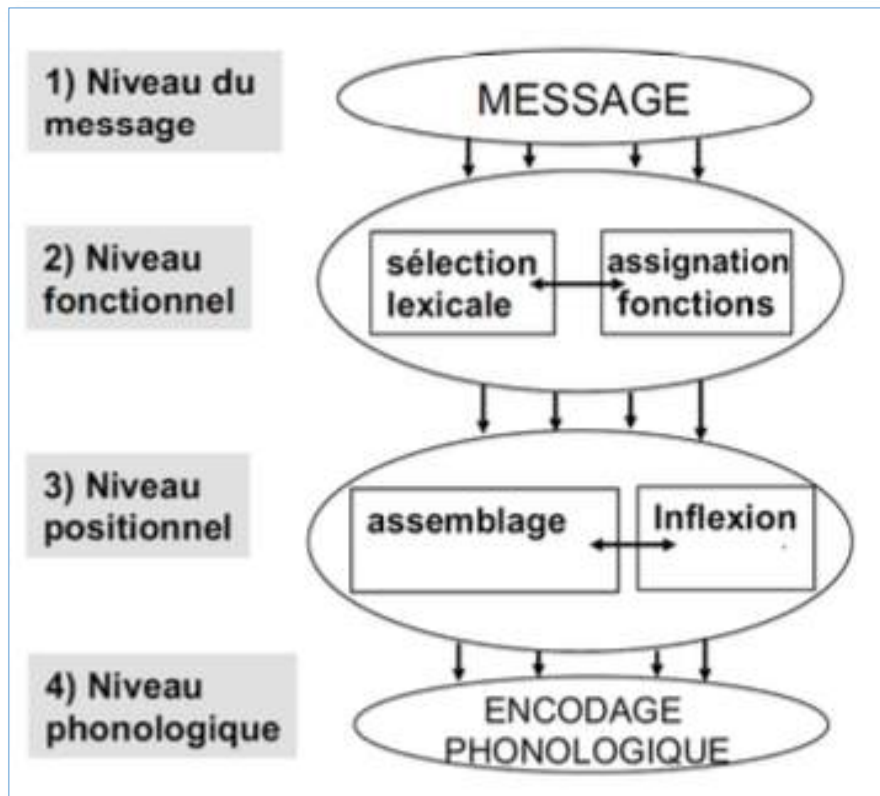 1) Niveau du
message
MESSAGE
2) Niveau
fonctionnel
sélection
lexicale
assignation
fonctions
3) Niveau
positionnel
assemblage
Inflexion
4) Niveau
phonologique
ENCODAGE
PHONOLOGIQUE